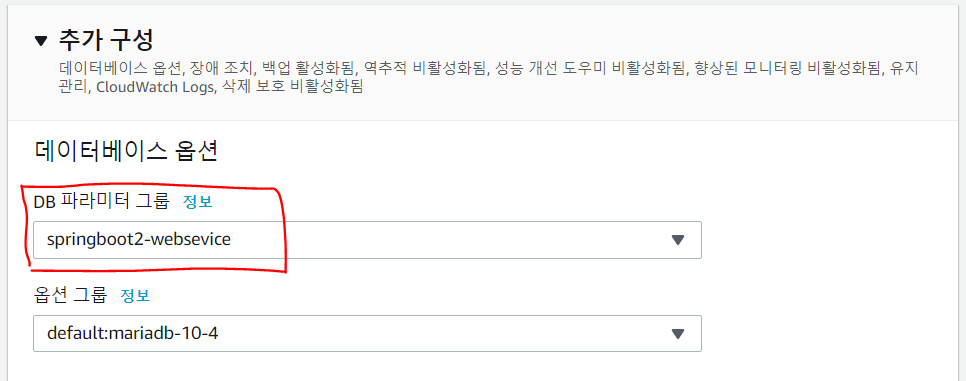 추가 구성
데이터베이스 옵션, 장애 조치, 백업 활성화됨, 역추적 비활성화됨, 성능 개선 도우미 비활성화됨, 향상된 모니터링 비활성화됨, 유지
관리, CloudWatch Logs, 삭제 보호 비활성화됨
데이터베이스 옵션
DB 파라미터 그룹 정보
springboot2-websevice
옵션 그룹 정보
default:mariadb-10-4